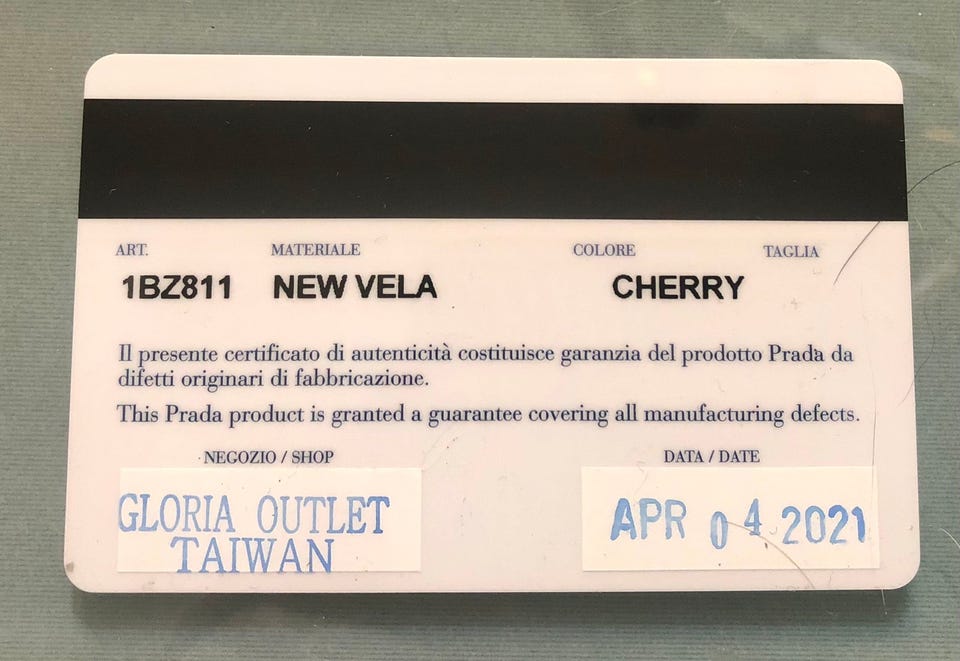 ART. MATERIALE COLORE TAGLIA
1BZ811 NEW VELA CHERRY
Il presente certificato di autenticità costituisce garanzia del prodotto Prada da
difetti originari di fabbricazione.
This Prada product is granted a guarantee covering all manufacturing defects.
NEGOZIO / SHOP DATA / DATE
GLORIA OUTLET
TAIWAN
APR 04 2021